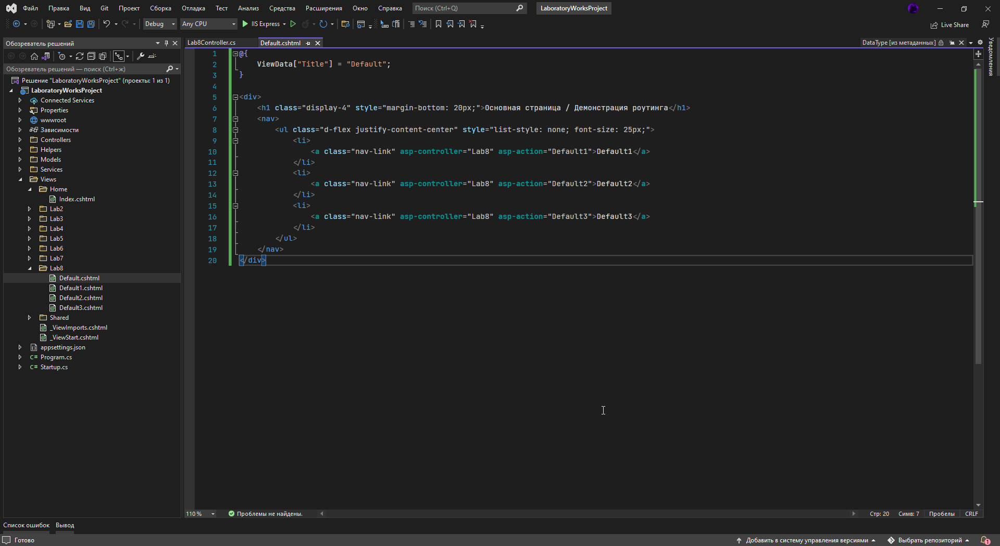 Файл Правка Вид Git Проект Сборка Отладка Тест Анализ Средства Расширения Окно Справка Поиск (Ctrl+Q) LaboratoryWorksProject
Debug Any CPU IIS Express Live Share
Обозреватель решений
Lab8Controller.cs Default.cshtml DataType [из метаданных]
Уведомления
Обозреватель решений — поиск (Ctrl+ж)
Решение "LaboratoryWorksProject" (проекты: 1 из 1)
LaboratoryWorksProject
Connected Services
Properties
wwwroot
Зависимости
Controllers
Helpers
Models
Services
Views
Home
Index.cshtml
Lab2
Lab3
Lab4
Lab5
Lab6
Lab7
Lab8
Default.cshtml
Default1.cshtml
Default2.cshtml
Default3.cshtml
Shared
_ViewImports.cshtml
_ViewStart.cshtml
appsettings.json
C# Program.cs
C# Startup.cs
1 @{
2 ViewData["Title"] = "Default";
3 }
4
5 <div>
6 <h1 class="display-4" style="margin-bottom: 20px;">Основная страница / Демонстрация роутинга</h1>
7 <nav>
8 <ul class="d-flex justify-content-center" style="list-style: none; font-size: 25px;">
9 <li>
10 <a class="nav-link" asp-controller="Lab8" asp-action="Default1">Default1</a>
11 </li>
12 <li>
13 <a class="nav-link" asp-controller="Lab8" asp-action="Default2">Default2</a>
14 </li>
15 <li>
16 <a class="nav-link" asp-controller="Lab8" asp-action="Default3">Default3</a>
17 </li>
18 </ul>
19 </nav>
20 </div>
110 % Проблемы не найдены. Стр: 20 Симв: 7 Пробелы CRLF
Список ошибок Вывод
Готово Добавить в систему управления версиями Выбрать репозиторий 1